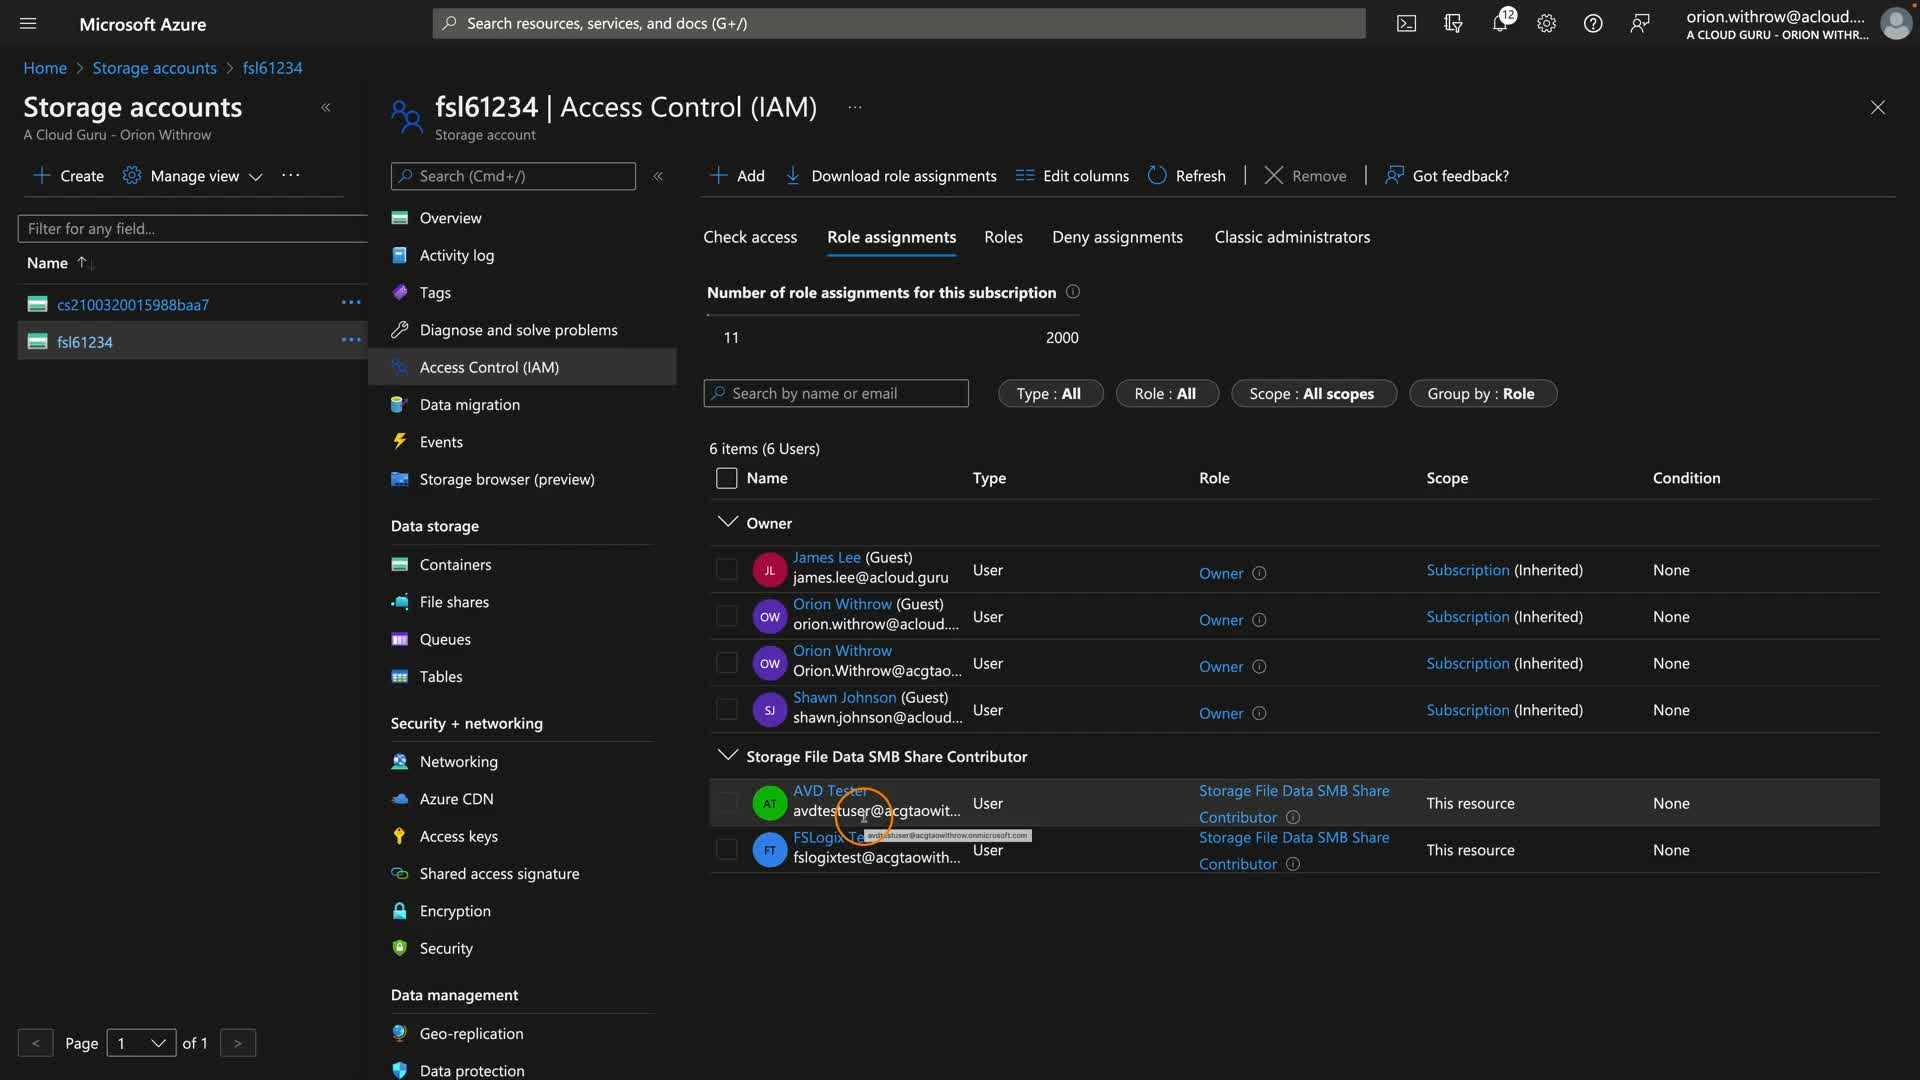 Microsoft Azure
Search resources, services, and docs (G+/)
12
orion.withrow@acloud....
A CLOUD GURU - ORION WITHR...
Home > Storage accounts > fsl61234
Storage accounts
A Cloud Guru - Orion Withrow
Create
Manage view
Filter for any field...
Name ↑
cs2100320015988baa7
fsl61234
< Page 1 of 1 >
fsl61234 | Access Control (IAM)
Storage account
Search (Cmd+/)
Overview
Activity log
Tags
Diagnose and solve problems
Access Control (IAM)
Data migration
Events
Storage browser (preview)
Data storage
Containers
File shares
Queues
Tables
Security + networking
Networking
Azure CDN
Access keys
Shared access signature
Encryption
Security
Data management
Geo-replication
Data protection
Add
Download role assignments
Edit columns
Refresh
Remove
Got feedback?
Check access Role assignments Roles Deny assignments Classic administrators
Number of role assignments for this subscription
11 2000
Search by name or email
Type : All
Role : All
Scope : All scopes
Group by : Role
6 items (6 Users)
Name Type Role Scope Condition
Owner
JL James Lee (Guest)
james.lee@acloud.guru User Owner Subscription (Inherited) None
OW Orion Withrow (Guest)
orion.withrow@acloud.... User Owner Subscription (Inherited) None
OW Orion Withrow
Orion.Withrow@acgtao... User Owner Subscription (Inherited) None
SJ Shawn Johnson (Guest)
shawn.johnson@acloud... User Owner Subscription (Inherited) None
Storage File Data SMB Share Contributor
AT AVD Tester
avdtestuser@acgtaowit... User Storage File Data SMB Share
Contributor This resource None
avdtestuser@acgtaowithrow.onmicrosoft.com
FT FSLogix
fslogixtest@acgtaowith... User Storage File Data SMB Share
Contributor This resource None